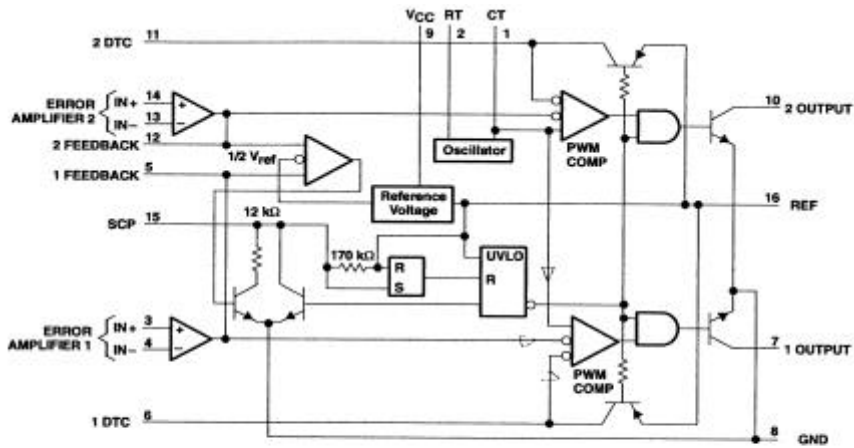 VCC RT CT
9 2 1
2 DTC 11
ERROR AMPLIFIER 2
IN+ 14
IN− 13
2 FEEDBACK 12
1 FEEDBACK 5
1/2 Vref
Oscillator
PWM COMP
10 2 OUTPUT
Reference Voltage
16 REF
SCP 15
12 kΩ
170 kΩ
R
S
UVLO
R
ERROR AMPLIFIER 1
IN+ 3
IN− 4
PWM COMP
7 1 OUTPUT
1 DTC 6
8 GND